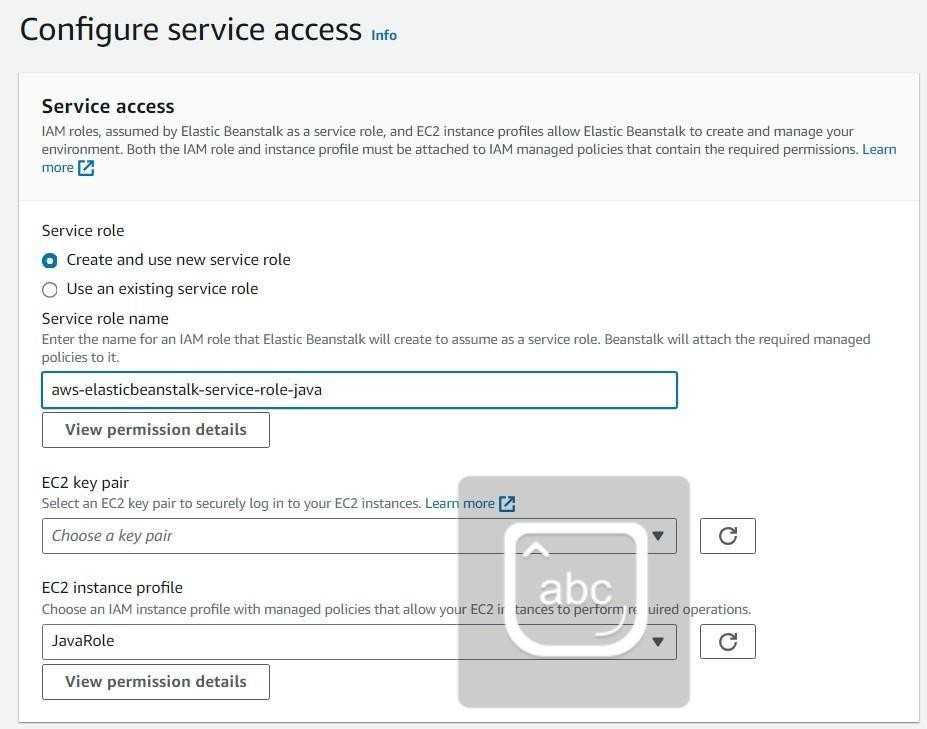 Configure service access Info
Service access
IAM roles, assumed by Elastic Beanstalk as a service role, and EC2 instance profiles allow Elastic Beanstalk to create and manage your
environment. Both the IAM role and instance profile must be attached to IAM managed policies that contain the required permissions. Learn
more
Service role
Create and use new service role
Use an existing service role
Service role name
Enter the name for an IAM role that Elastic Beanstalk will create to assume as a service role. Beanstalk will attach the required managed
policies to it.
aws-elasticbeanstalk-service-role-java
View permission details
EC2 key pair
Select an EC2 key pair to securely log in to your EC2 instances. Learn more
Choose a key pair
abc
EC2 instance profile
Choose an IAM instance profile with managed policies that allow your EC2 instances to perform required operations.
JavaRole
View permission details